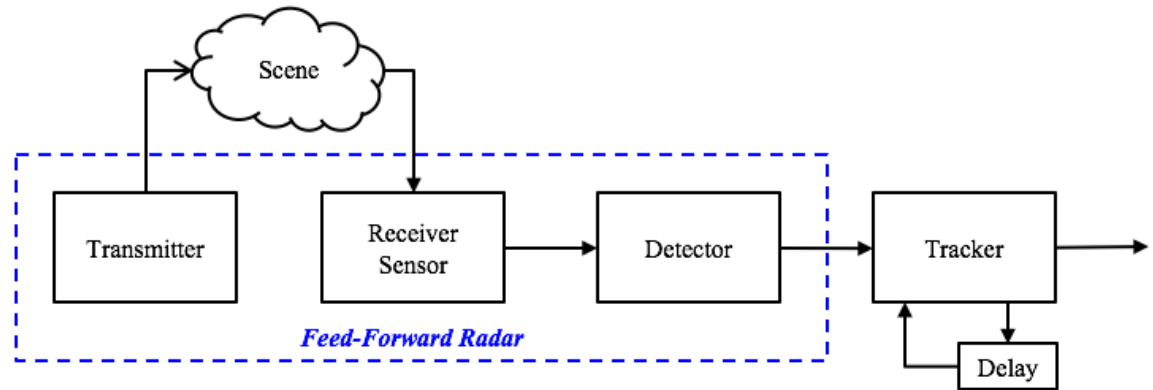 Scene
Transmitter
Receiver
Sensor
Detector
Tracker
Feed-Forward Radar
Delay